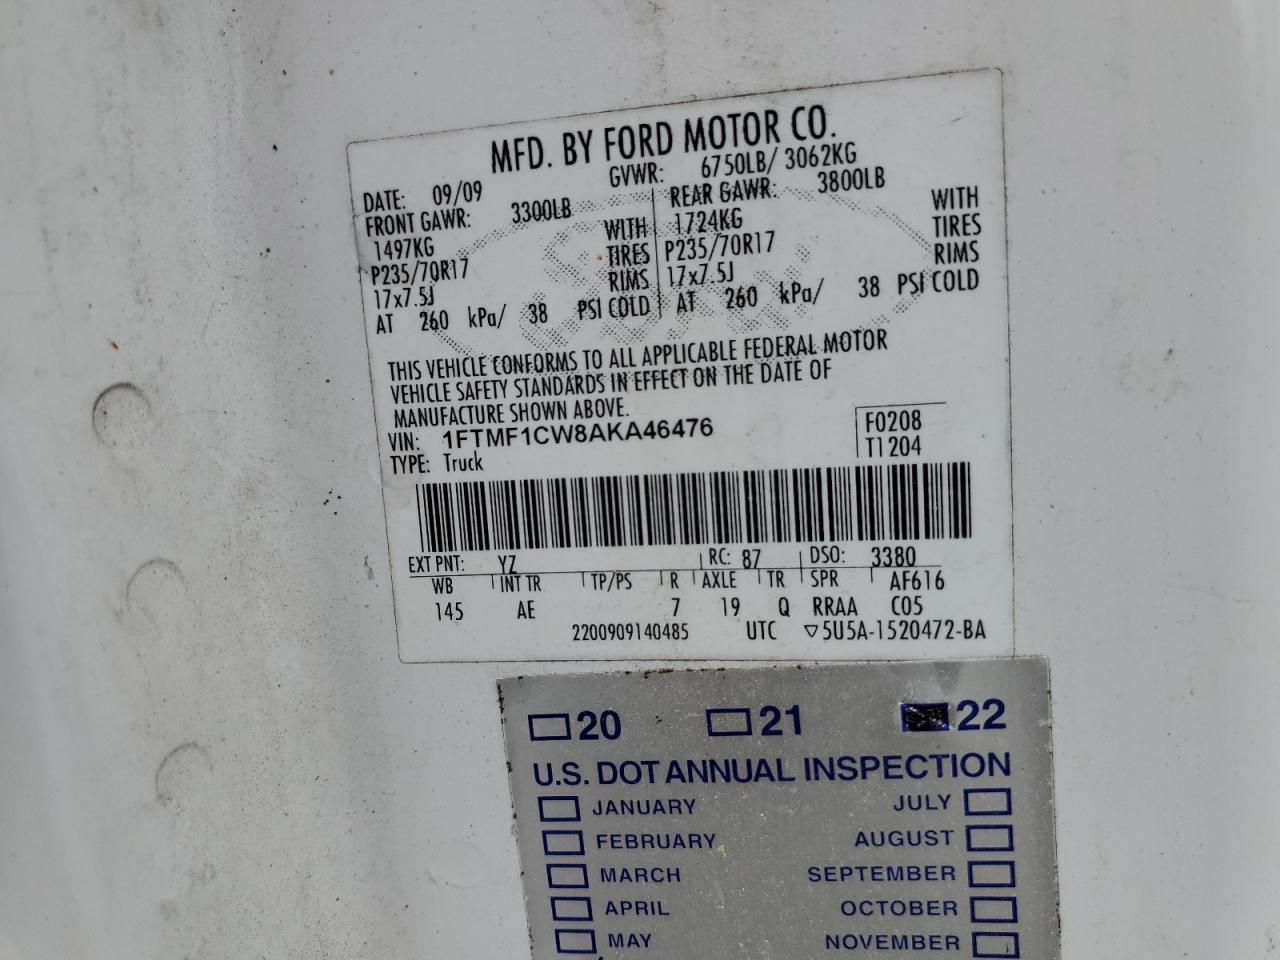 MFD. BY FORD MOTOR CO.
DATE: 09/09 GVWR: 6750LB/ 3062KG
FRONT GAWR: 3300LB REAR GAWR: 3800LB
1497KG WITH 1724KG WITH
P235/70R17 TIRES P235/70R17 TIRES
17x7.5J RIMS 17x7.5J RIMS
AT 260 kPa/ 38 PSI COLD AT 260 kPa/ 38 PSI COLD
THIS VEHICLE CONFORMS TO ALL APPLICABLE FEDERAL MOTOR
VEHICLE SAFETY STANDARDS IN EFFECT ON THE DATE OF
MANUFACTURE SHOWN ABOVE.
VIN: 1FTMF1CW8AKA46476 F0208
TYPE: Truck T1204
EXT PNT: YZ RC: 87 DSO: 3380
WB INT TR TP/PS R AXLE TR SPR AF616
145 AE 7 19 Q RRAA C05
2200909140485 UTC ▽5U5A-1520472-BA
20 21 22
U.S. DOT ANNUAL INSPECTION
JANUARY JULY
FEBRUARY AUGUST
MARCH SEPTEMBER
APRIL OCTOBER
MAY NOVEMBER